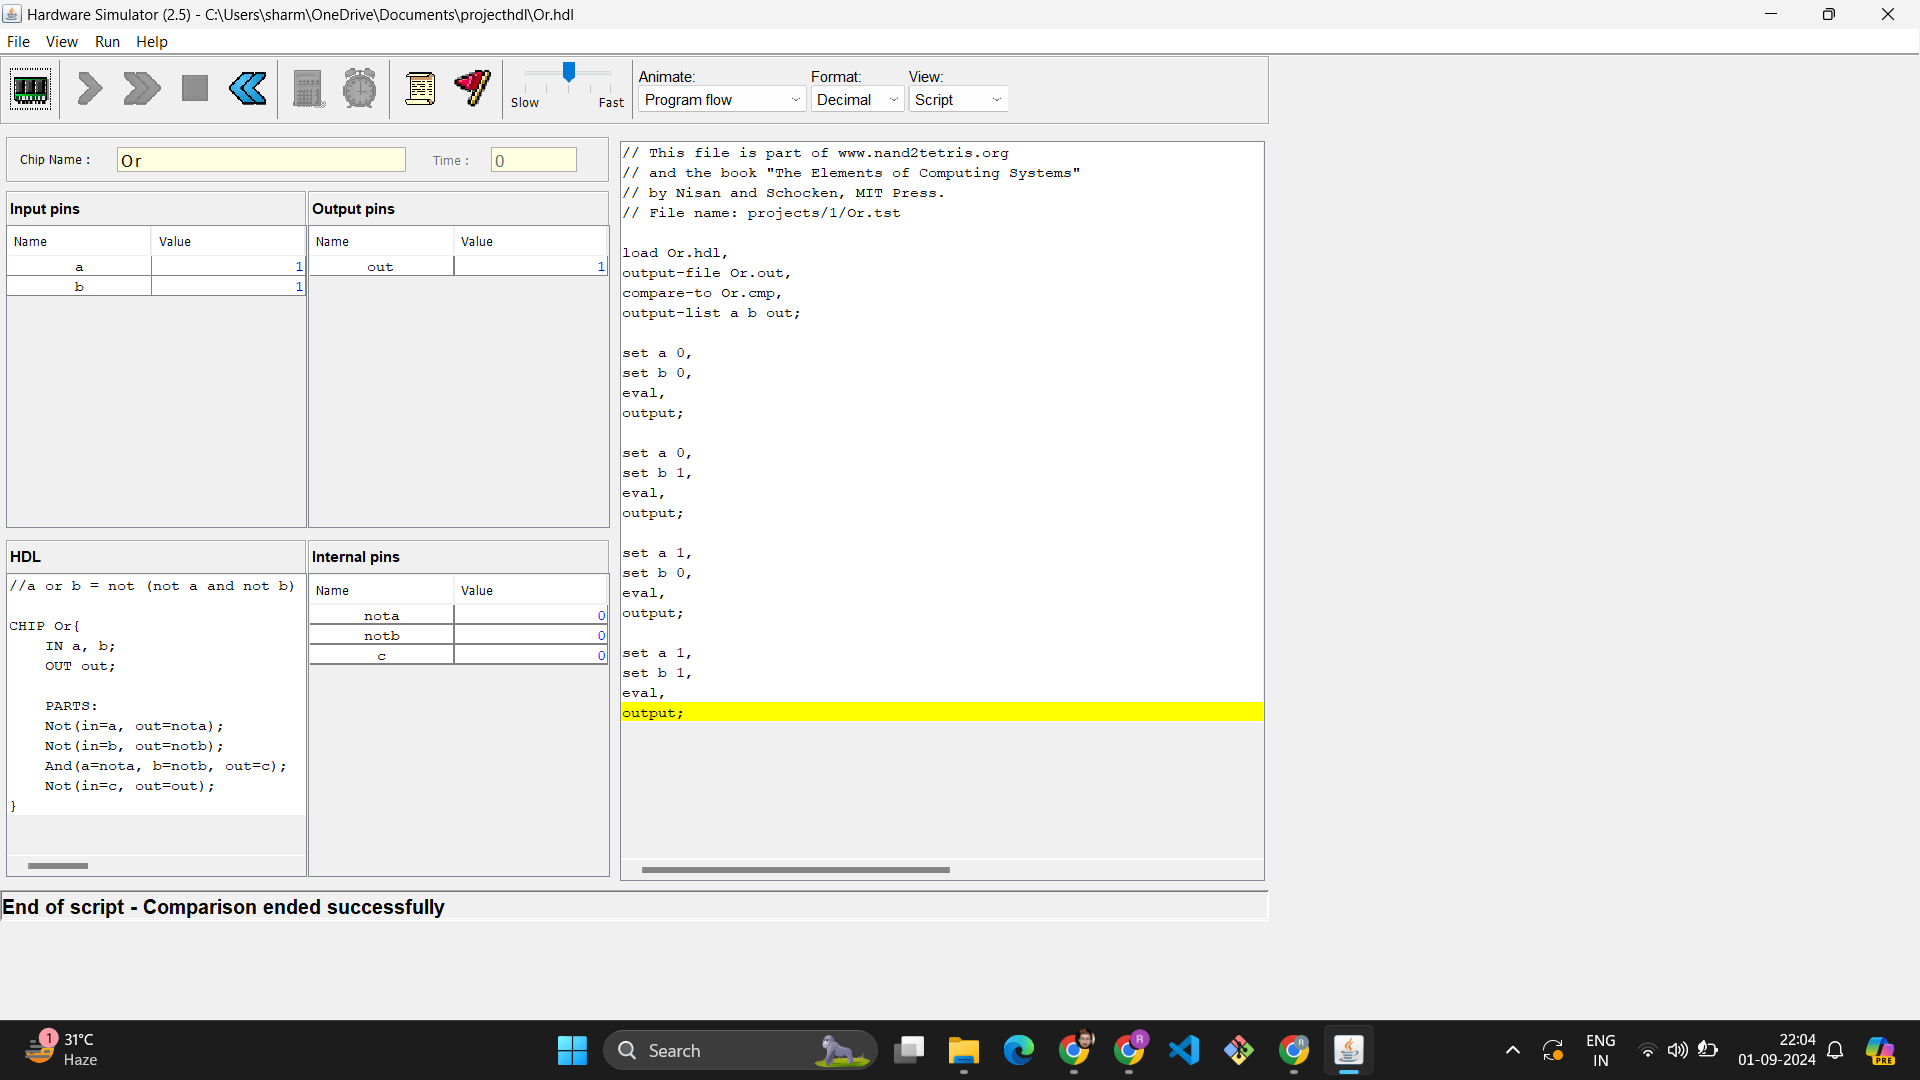 Hardware Simulator (2.5) - C:\Users\sharm\OneDrive\Documents\projecthdl\Or.hdl
File View Run Help
Slow Fast
Animate: Format: View:
Program flow Decimal Script
Chip Name : Or Time : 0
Input pins
Name Value
a 1
b 1
Output pins
Name Value
out 1
HDL
//a or b = not (not a and not b)
CHIP Or{
IN a, b;
OUT out;
PARTS:
Not(in=a, out=nota);
Not(in=b, out=notb);
And(a=nota, b=notb, out=c);
Not(in=c, out=out);
}
Internal pins
Name Value
nota 0
notb 0
c 0
// This file is part of www.nand2tetris.org
// and the book "The Elements of Computing Systems"
// by Nisan and Schocken, MIT Press.
// File name: projects/1/Or.tst
load Or.hdl,
output-file Or.out,
compare-to Or.cmp,
output-list a b out;
set a 0,
set b 0,
eval,
output;
set a 0,
set b 1,
eval,
output;
set a 1,
set b 0,
eval,
output;
set a 1,
set b 1,
eval,
output;
End of script - Comparison ended successfully
1
31°C
Haze
Search
R
R
ENG
IN
22:04
01-09-2024
PRE